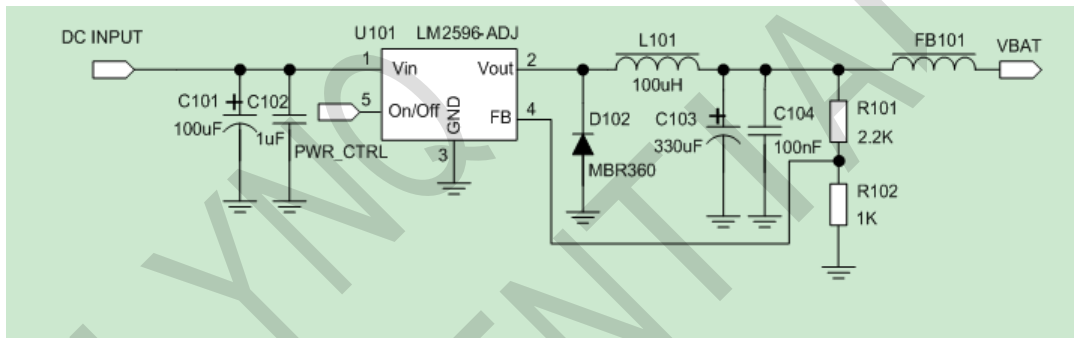 DC INPUT
U101 LM2596-ADJ
L101
FB101
VBAT
1
Vin
Vout
2
100uH
C101
+
C102
5
On/Off
GND
FB
4
100uF
1uF
PWR_CTRL
3
D102
MBR360
C103
+
330uF
C104
100nF
R101
2.2K
R102
1K